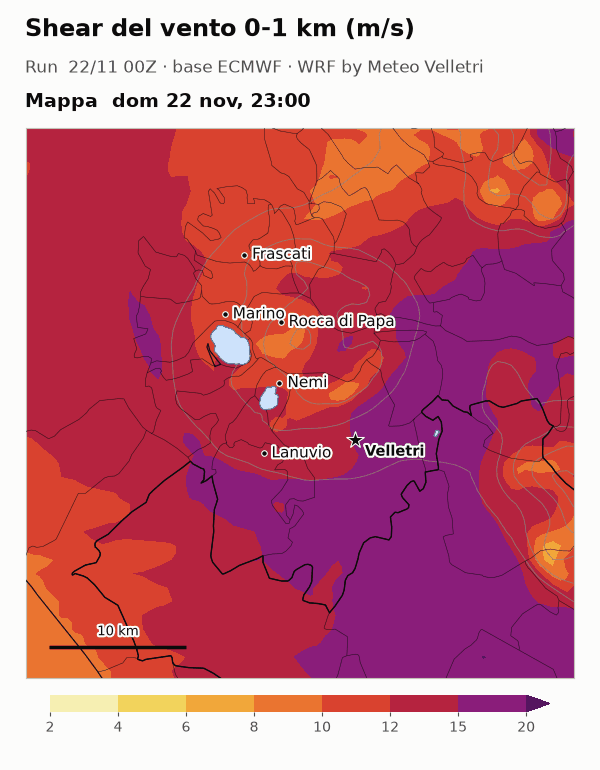 Shear del vento 0-1 km (m/s)
Run  22/11 00Z · base ECMWF · WRF by Meteo Velletri
Mappa  dom 22 nov, 23:00
Frascati
Marino
Rocca di Papa
Nemi
Velletri
Lanuvio
10 km
2 4 6 8 10 12 15 20